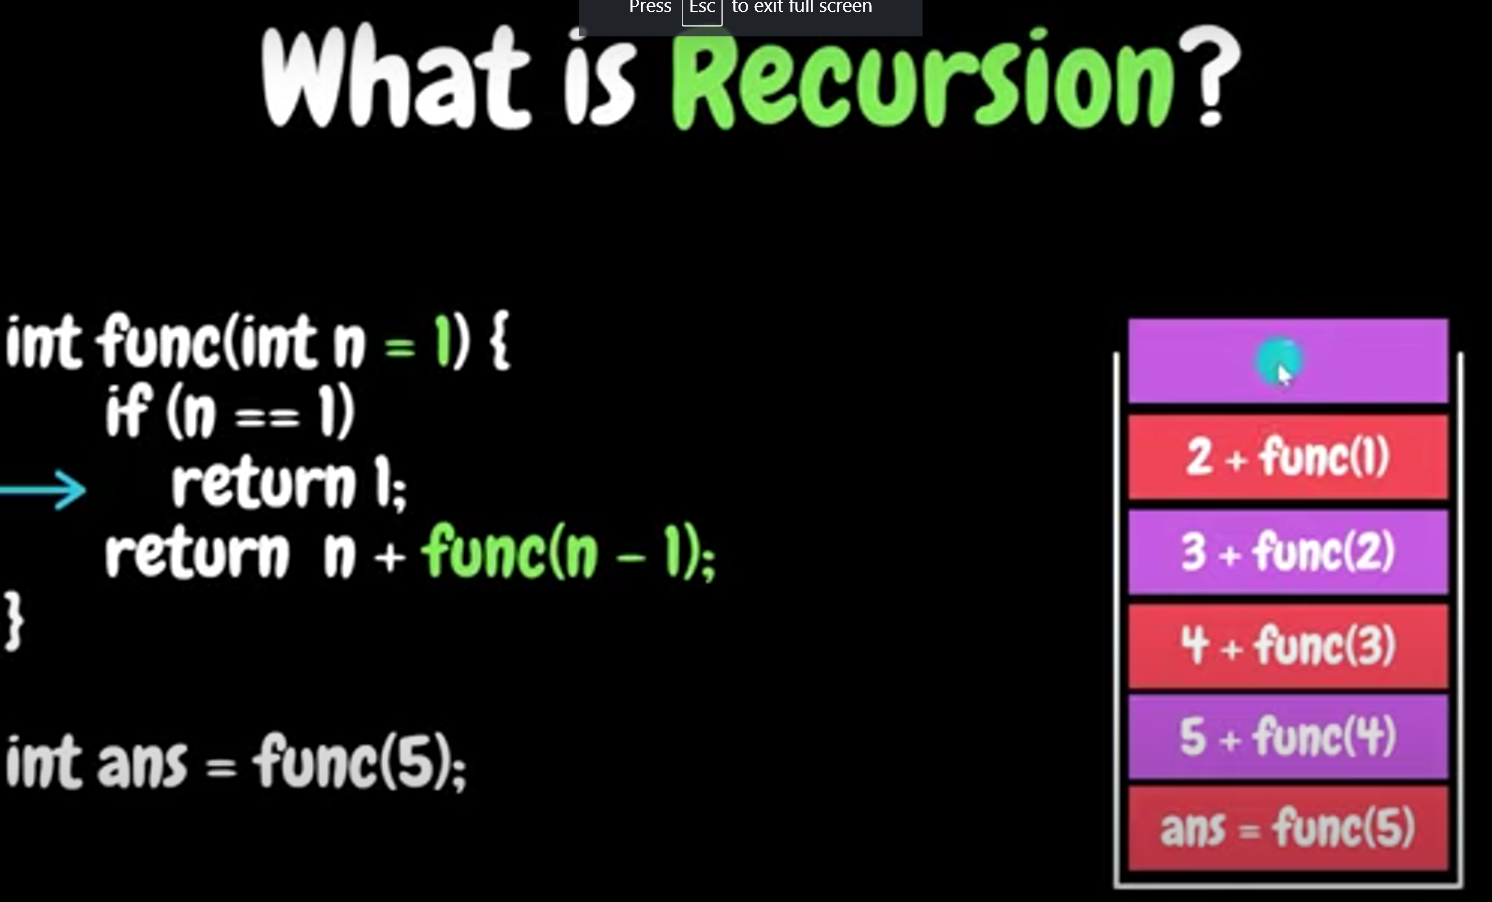 Press Esc to exit full screen
What is Recursion?
int func(int n = 1) {
if (n == 1)
return 1;
return n + func(n - 1);
}
int ans = func(5);
2 + func(1)
3 + func(2)
4 + func(3)
5 + func(4)
ans = func(5)